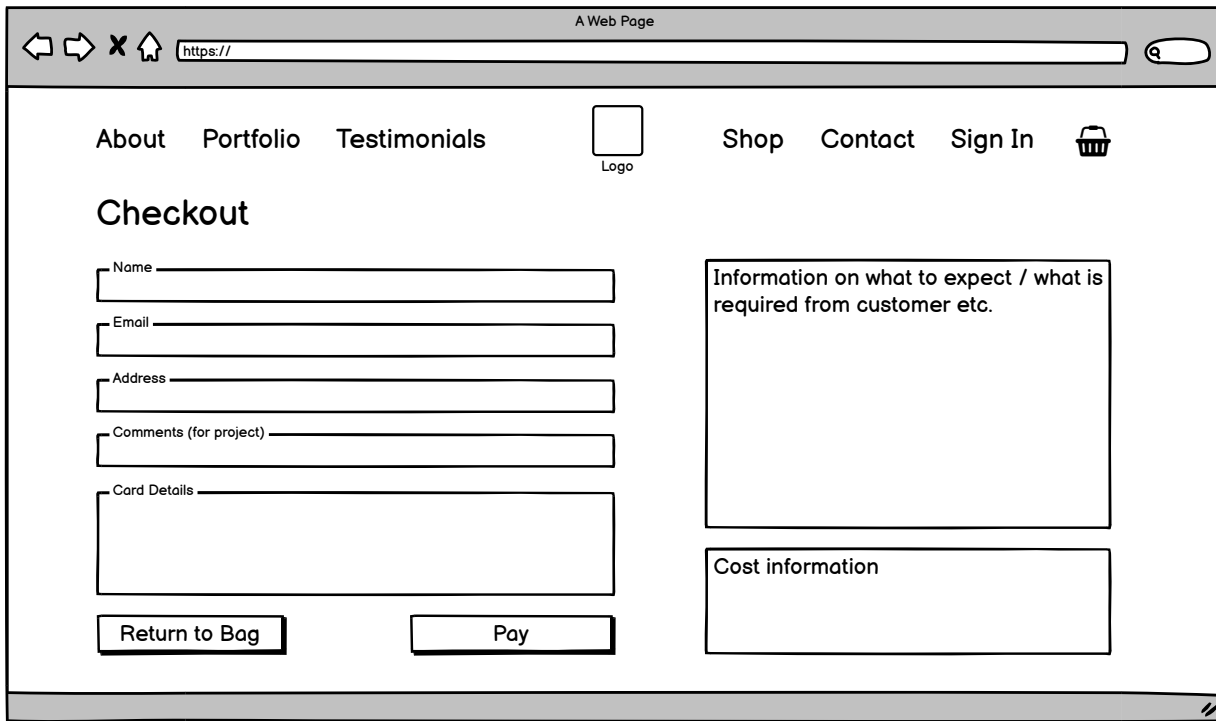 A Web Page
https://
About Portfolio Testimonials
Logo
Shop Contact Sign In
Checkout
Name
Email
Address
Comments (for project)
Card Details
Return to Bag
Pay
Information on what to expect / what is
required from customer etc.
Cost information